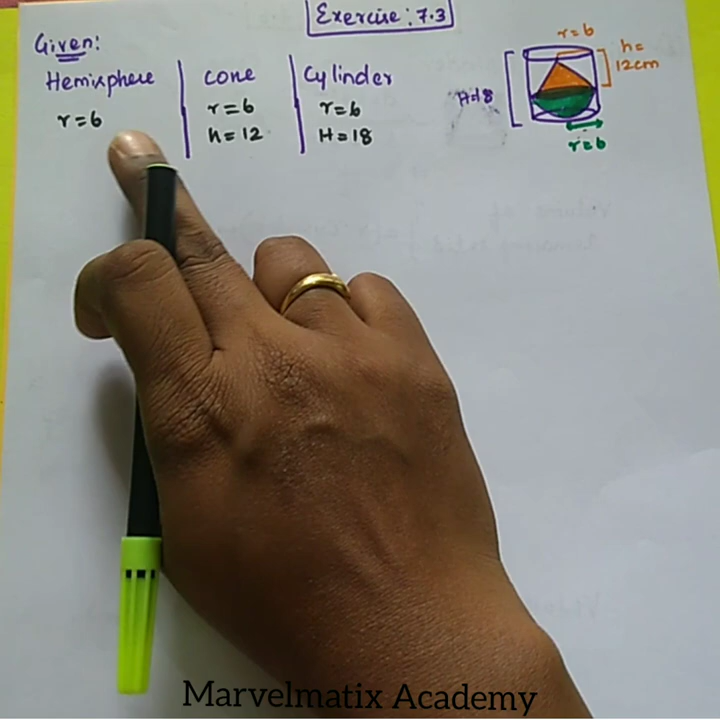 Exercise: 7.3
Given:
Hemisphere
r=6
cone
r=6
h=12
Cylinder
r=6
H=18
r=6
h=
12cm
H=18
r=6
Marvelmatix Academy